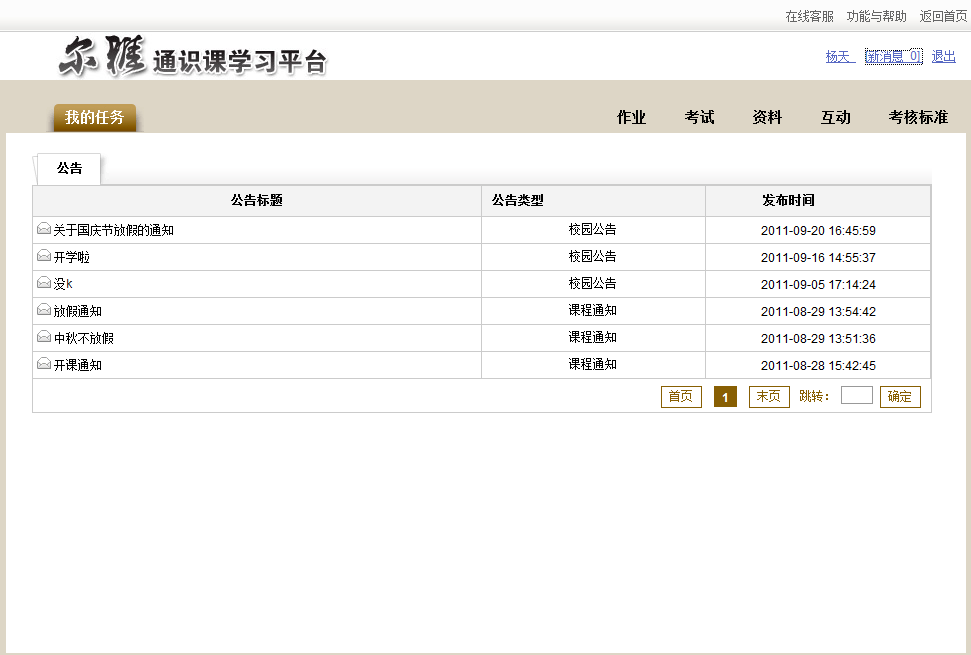 在线客服 功能与帮助 返回首页
尔雅 通识课学习平台
杨天 [新消息 0] 退出
我的任务 作业 考试 资料 互动 考核标准
公告
公告标题 公告类型 发布时间
关于国庆节放假的通知 校园公告 2011-09-20 16:45:59
开学啦 校园公告 2011-09-16 14:55:37
没k 校园公告 2011-09-05 17:14:24
放假通知 课程通知 2011-08-29 13:54:42
中秋不放假 课程通知 2011-08-29 13:51:36
开课通知 课程通知 2011-08-28 15:42:45
首页 1 末页 跳转： 确定